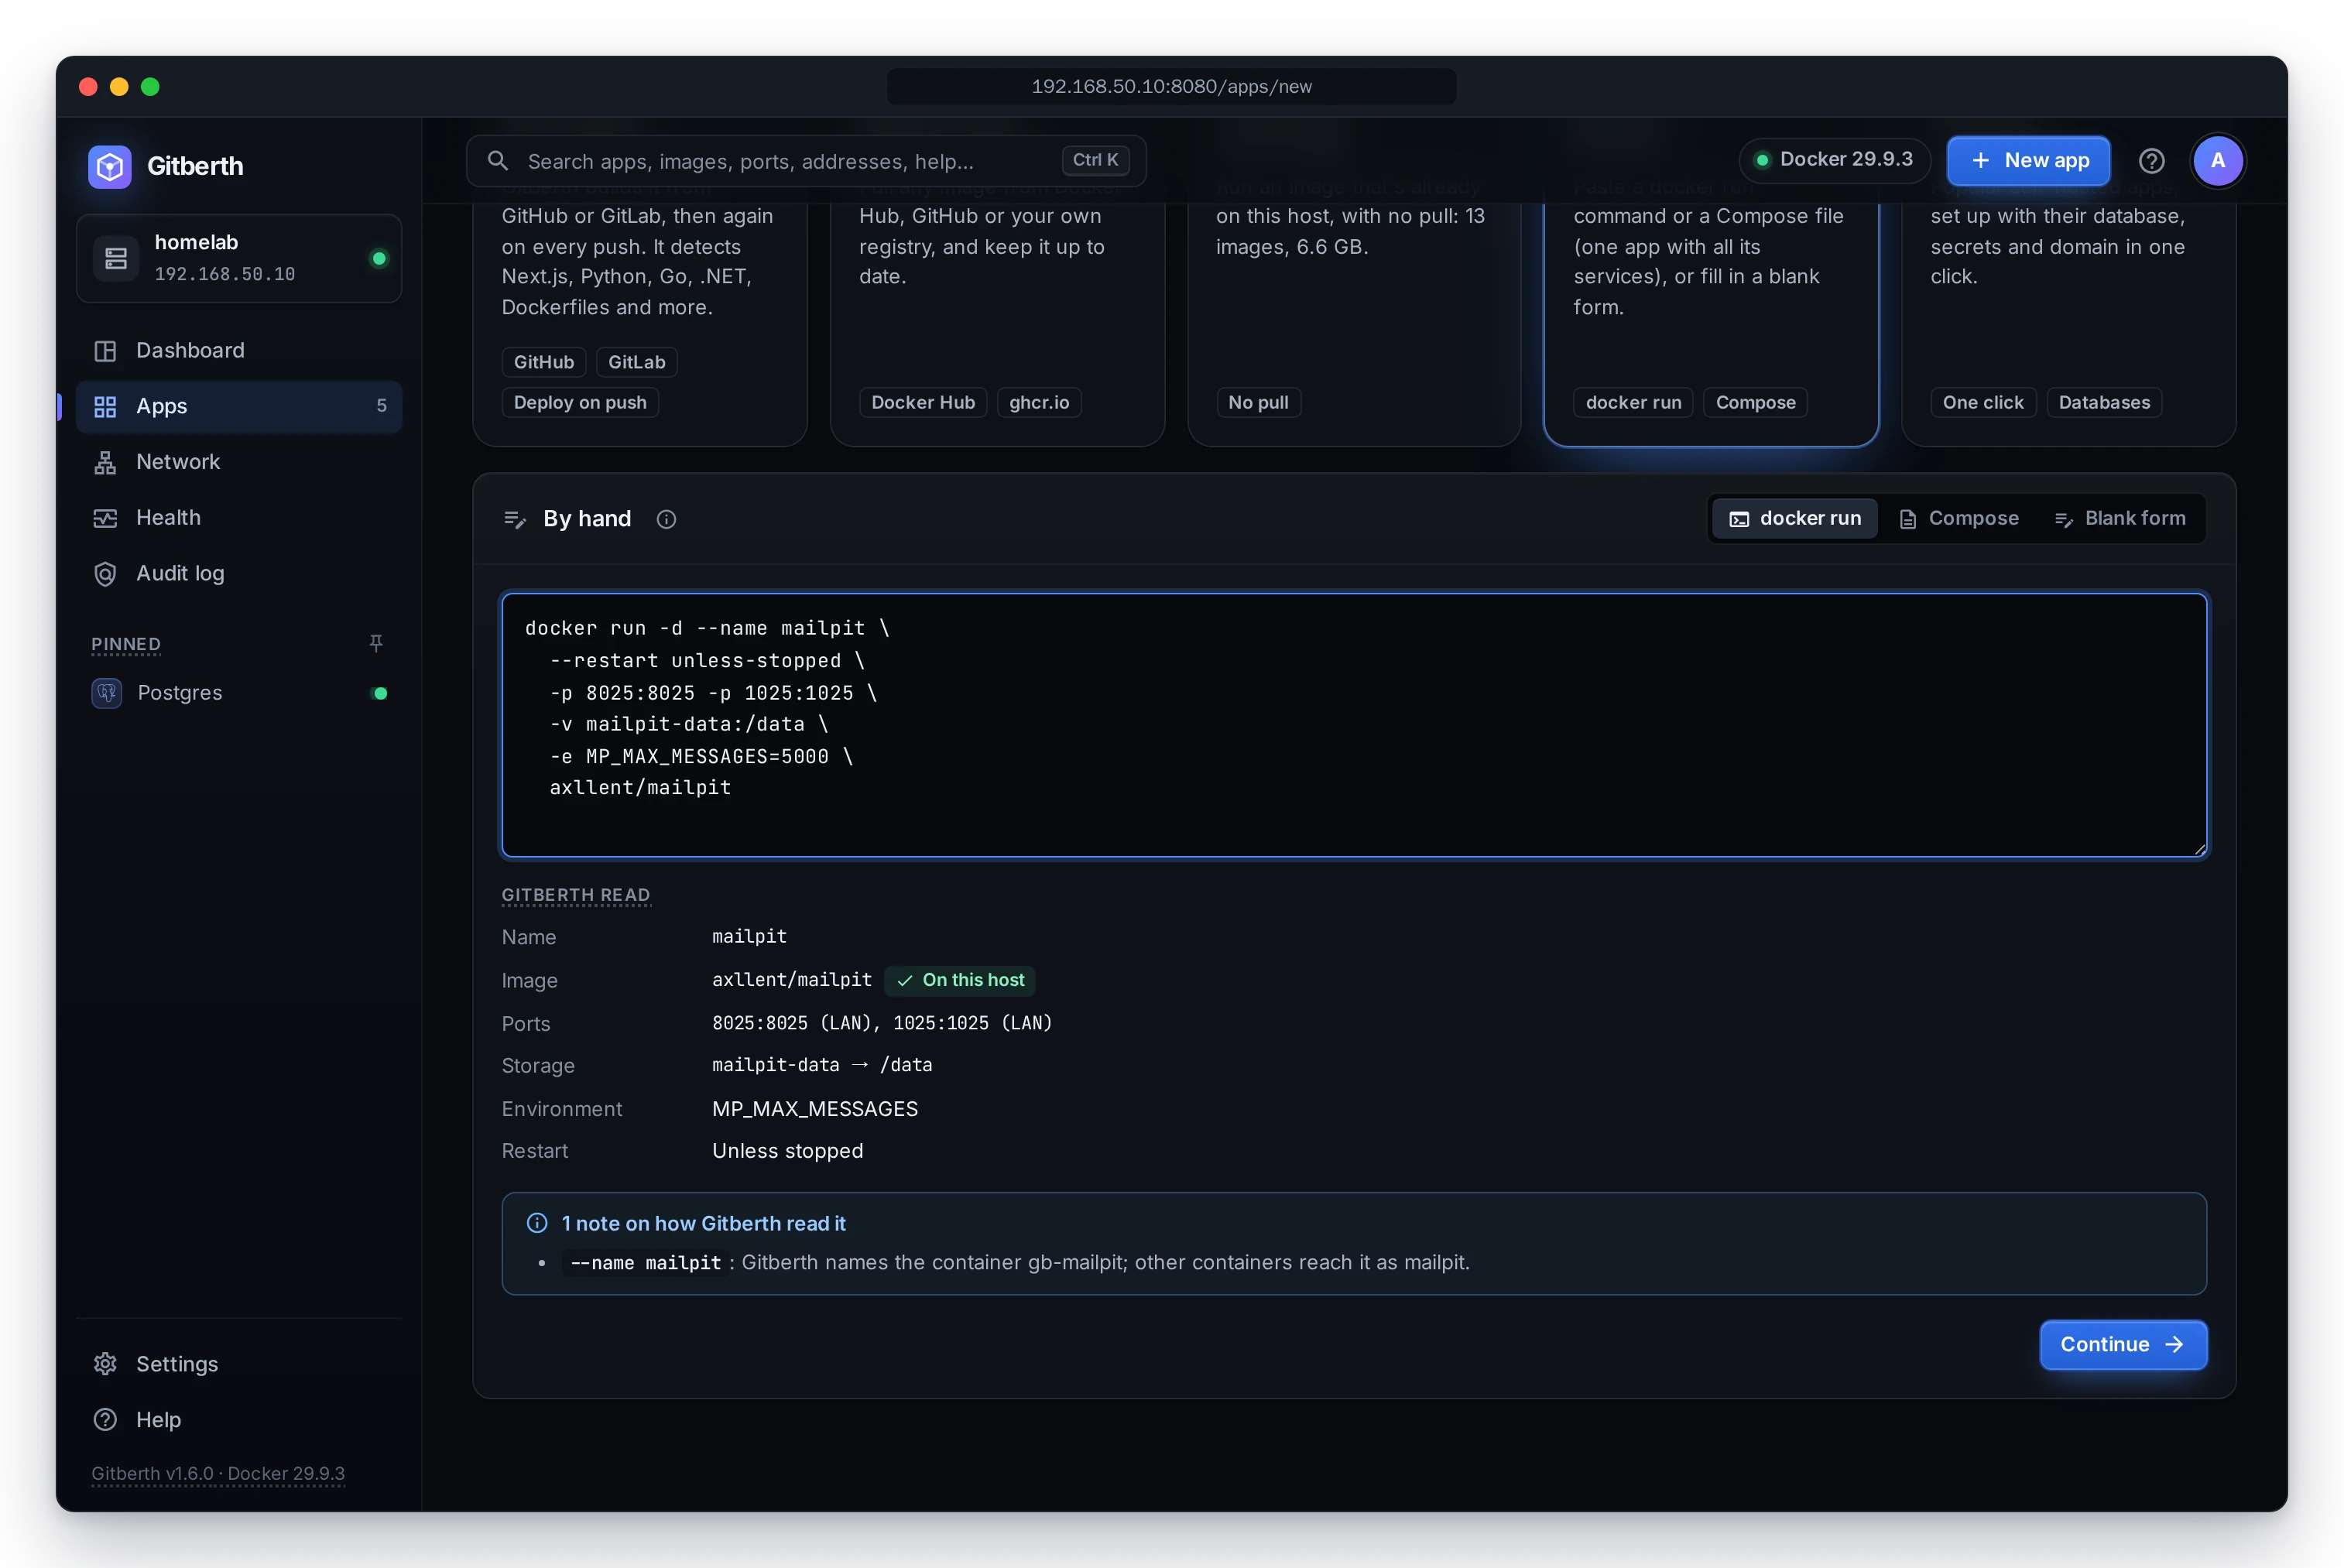 192.168.50.10:8080/apps/new
Gitberth
homelab
192.168.50.10
Dashboard
Apps 5
Network
Health
Audit log
PINNED
Postgres
Settings
Help
Gitberth v1.6.0 · Docker 29.9.3
Search apps, images, ports, addresses, help...
Ctrl K
Docker 29.9.3
New app
A
GitHub or GitLab, then again
on every push. It detects
Next.js, Python, Go, .NET,
Dockerfiles and more.
GitHub GitLab
Deploy on push
Hub, GitHub or your own
registry, and keep it up to
date.
Docker Hub ghcr.io
Run an image that's already
on this host, with no pull: 13
images, 6.6 GB.
No pull
Paste a docker run
command or a Compose file
(one app with all its
services), or fill in a blank
form.
docker run Compose
set up with their database,
secrets and domain in one
click.
One click Databases
By hand
docker run Compose Blank form
docker run -d --name mailpit \
--restart unless-stopped \
-p 8025:8025 -p 1025:1025 \
-v mailpit-data:/data \
-e MP_MAX_MESSAGES=5000 \
axllent/mailpit
GITBERTH READ
Name mailpit
Image axllent/mailpit On this host
Ports 8025:8025 (LAN), 1025:1025 (LAN)
Storage mailpit-data → /data
Environment MP_MAX_MESSAGES
Restart Unless stopped
1 note on how Gitberth read it
• --name mailpit : Gitberth names the container gb-mailpit; other containers reach it as mailpit.
Continue →